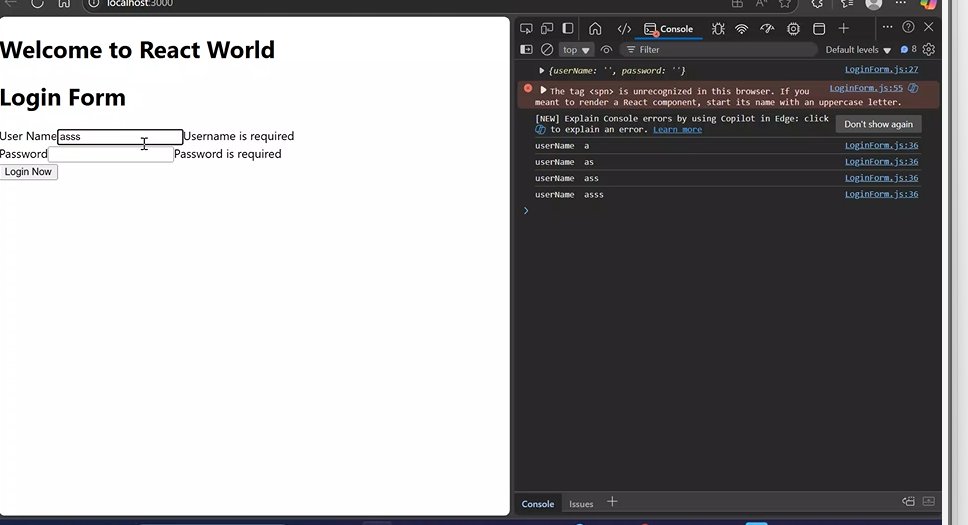 localhost:3000
Welcome to React World
Login Form
User Name asss Username is required
Password Password is required
Login Now
Console
top Filter Default levels 8
{userName: '', password: ''} LoginForm.js:27
The tag <spn> is unrecognized in this browser. If you LoginForm.js:55
meant to render a React component, start its name with an uppercase letter.
[NEW] Explain Console errors by using Copilot in Edge: click
to explain an error. Learn more Don't show again
userName a LoginForm.js:36
userName as LoginForm.js:36
userName ass LoginForm.js:36
userName asss LoginForm.js:36
Console Issues